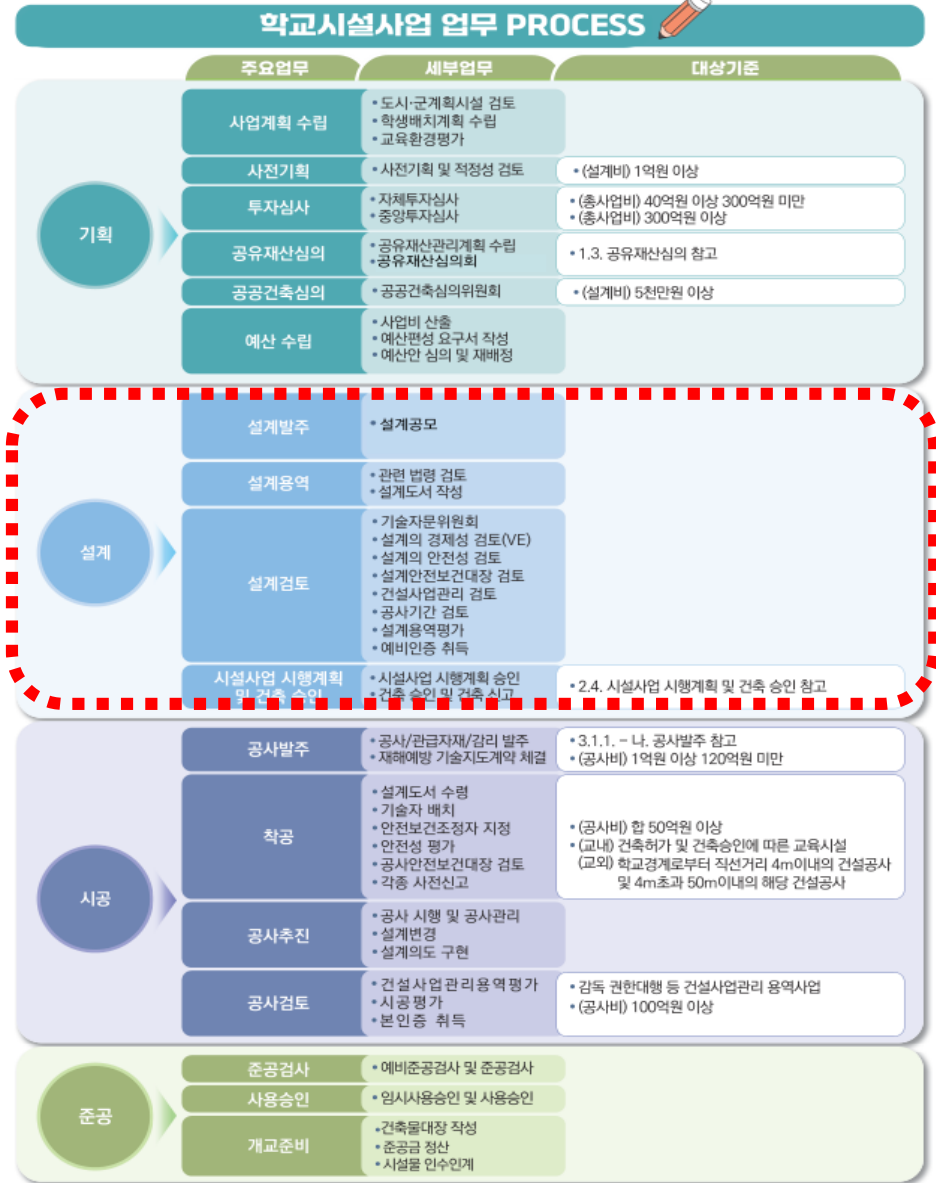 학교시설사업 업무 PROCESS
주요업무
세부업무
대상기준
기획
사업계획 수립
• 도시·군계획시설 검토
• 학생배치계획 수립
• 교육환경평가
사전기획
• 사전기획 및 적정성 검토
• (설계비) 1억원 이상
투자심사
• 자체투자심사
• 중앙투자심사
• (총사업비) 40억원 이상 300억원 미만
• (총사업비) 300억원 이상
공유재산심의
• 공유재산관리계획 수립
• 공유재산심의회
• 1.3. 공유재산심의 참고
공공건축심의
• 공공건축심의위원회
• (설계비) 5천만원 이상
예산 수립
• 사업비 산출
• 예산편성 요구서 작성
• 예산안 심의 및 재배정
설계
설계발주
• 설계공모
설계용역
• 관련 법령 검토
• 설계도서 작성
설계검토
• 기술자문위원회
• 설계의 경제성 검토(VE)
• 설계의 안전성 검토
• 설계안전보건대장 검토
• 건설사업관리 검토
• 공사기간 검토
• 설계용역평가
• 예비인증 취득
시설사업 시행계획
및 건축 승인
• 시설사업 시행계획 승인
• 건축 승인 및 건축 신고
• 2.4. 시설사업 시행계획 및 건축 승인 참고
시공
공사발주
• 공사/관급자재/감리 발주
• 재해예방 기술지도계약 체결
• 3.1.1. - 나. 공사발주 참고
• (공사비) 1억원 이상 120억원 미만
착공
• 설계도서 수령
• 기술자 배치
• 안전보건조정자 지정
• 안전성 평가
• 공사안전보건대장 검토
• 각종 사전신고
• (공사비) 합 50억원 이상
• (교내) 건축허가 및 건축승인에 따른 교육시설
(교외) 학교경계로부터 직선거리 4m이내의 건설공사
및 4m초과 50m이내의 해당 건설공사
공사추진
• 공사 시행 및 공사관리
• 설계변경
• 설계의도 구현
공사검토
• 건설사업관리용역평가
• 시공평가
• 본인증 취득
• 감독 권한대행 등 건설사업관리 용역사업
• (공사비) 100억원 이상
준공
준공검사
• 예비준공검사 및 준공검사
사용승인
• 임시사용승인 및 사용승인
개교준비
• 건축물대장 작성
• 준공금 정산
• 시설물 인수인계